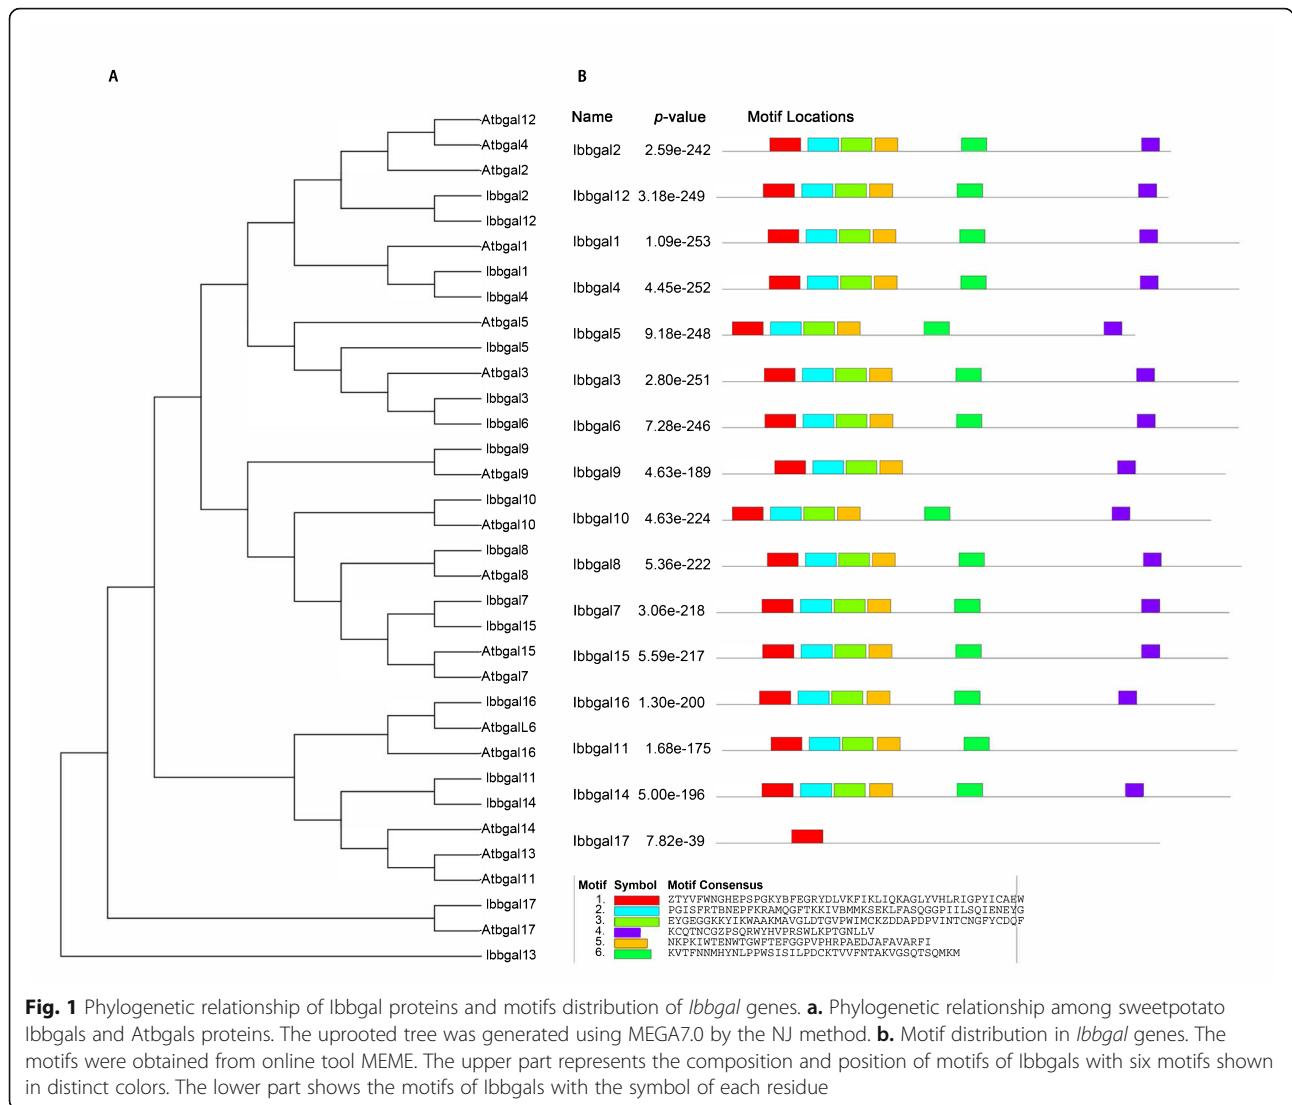 A
B
Atbgal12
Atbgal4
Atbgal2
Ibbgal2
Ibbgal12
Atbgal1
Ibbgal1
Ibbgal4
Atbgal5
Ibbgal5
Atbgal3
Ibbgal3
Ibbgal6
Ibbgal9
Atbgal9
Ibbgal10
Atbgal10
Ibbgal8
Atbgal8
Ibbgal7
Ibbgal15
Atbgal15
Atbgal7
Ibbgal16
AtbgalL6
Atbgal16
Ibbgal11
Ibbgal14
Atbgal14
Atbgal13
Atbgal11
Ibbgal17
Atbgal17
Ibbgal13
Name p-value Motif Locations
Ibbgal2 2.59e-242
Ibbgal12 3.18e-249
Ibbgal1 1.09e-253
Ibbgal4 4.45e-252
Ibbgal5 9.18e-248
Ibbgal3 2.80e-251
Ibbgal6 7.28e-246
Ibbgal9 4.63e-189
Ibbgal10 4.63e-224
Ibbgal8 5.36e-222
Ibbgal7 3.06e-218
Ibbgal15 5.59e-217
Ibbgal16 1.30e-200
Ibbgal11 1.68e-175
Ibbgal14 5.00e-196
Ibbgal17 7.82e-39
Motif Symbol Motif Consensus
1. ZTYVFWNGHEPSPGKYBFEGRYDLVKFIKLIQKAGLYVHLRIGPYICAEW
2. PGISFRTBNEPFKRAMQGFTKKIVBMMKSEKLFASQGGPIILSQIENEYG
3. EYGEGGKKYIKWAAKMAVGLDTGVPWIMCKZDDAPDPVINTCNGFYCDQF
4. KCQTNCGZPSQRWYHVPRSWLKPTGNLLV
5. NKPKIWTENWTGWFTEFGGPVPHRPAEDJAFAVARFI
6. KVTFNNMHYNLPPWSISILPDCKTVVFNTAKVGSQTSQMKM
Fig. 1 Phylogenetic relationship of Ibbgal proteins and motifs distribution of Ibbgal genes. a. Phylogenetic relationship among sweetpotato
Ibbgals and Atbgals proteins. The uprooted tree was generated using MEGA7.0 by the NJ method. b. Motif distribution in Ibbgal genes. The
motifs were obtained from online tool MEME. The upper part represents the composition and position of motifs of Ibbgals with six motifs shown
in distinct colors. The lower part shows the motifs of Ibbgals with the symbol of each residue